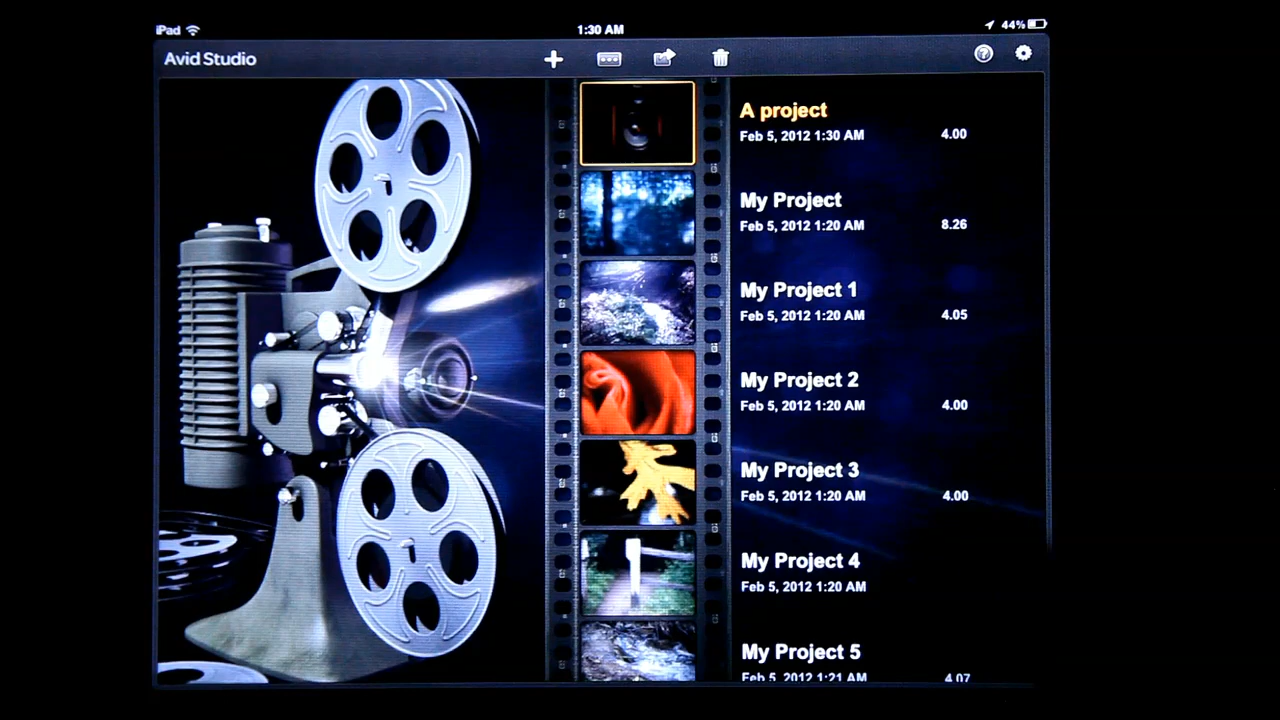 iPad
1:30 AM
44%
Avid Studio
A project
Feb 5, 2012 1:30 AM 4.00
My Project
Feb 5, 2012 1:20 AM 8.26
My Project 1
Feb 5, 2012 1:20 AM 4.05
My Project 2
Feb 5, 2012 1:20 AM 4.00
My Project 3
Feb 5, 2012 1:20 AM 4.00
My Project 4
Feb 5, 2012 1:20 AM
My Project 5
Feb 5, 2012 1:21 AM 4.07